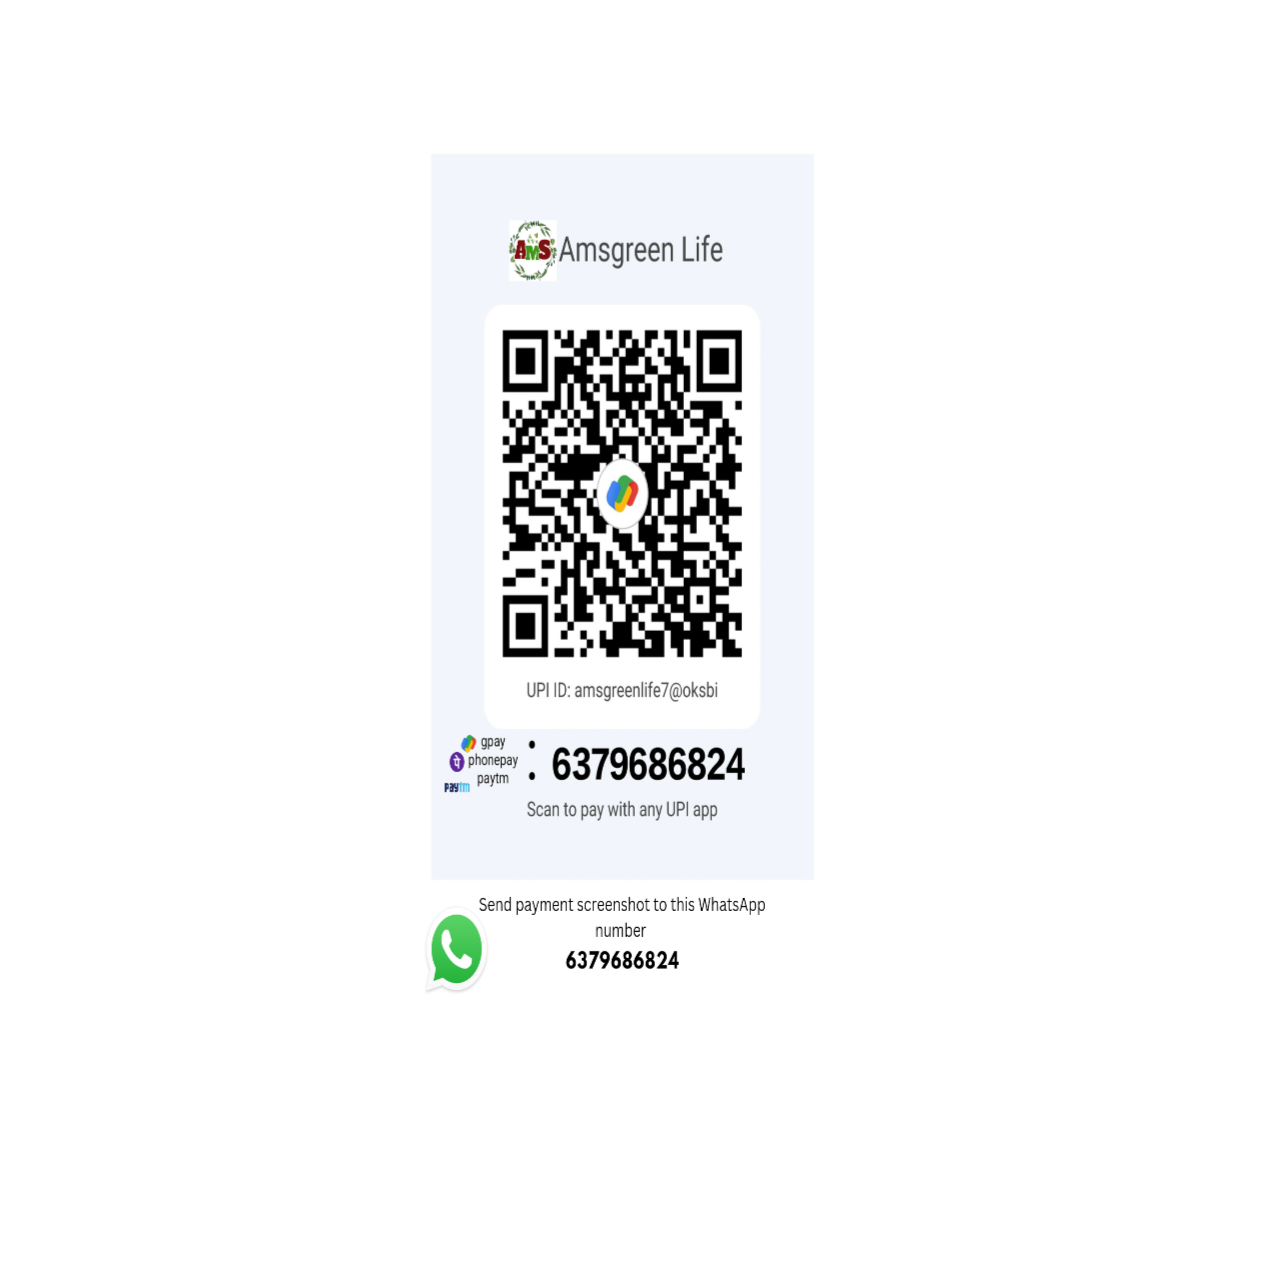 AMS Amsgreen Life
UPI ID: amsgreenlife7@oksbi
gpay
phonepay
paytm
: 6379686824
paytm
Scan to pay with any UPI app
Send payment screenshot to this WhatsApp
number
6379686824